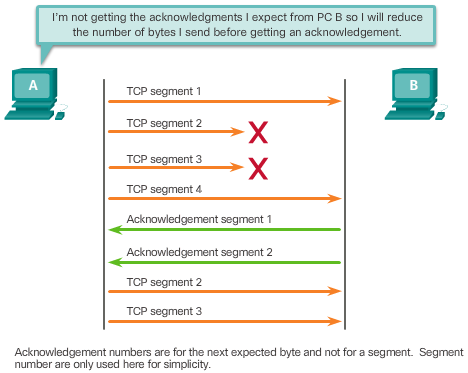 I'm not getting the acknowledgments I expect from PC B so I will reduce
the number of bytes I send before getting an acknowledgement.
A
B
TCP segment 1
TCP segment 2
TCP segment 3
TCP segment 4
Acknowledgement segment 1
Acknowledgement segment 2
TCP segment 2
TCP segment 3
Acknowledgement numbers are for the next expected byte and not for a segment. Segment
number are only used here for simplicity.